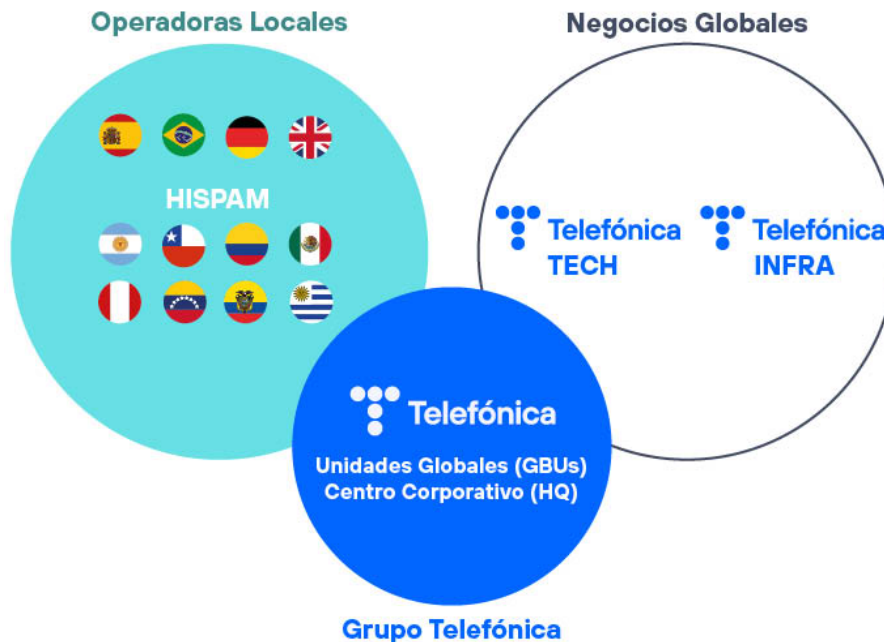 Operadoras Locales
Negocios Globales
HISPAM
Telefónica
TECH
Telefónica
INFRA
Telefónica
Unidades Globales (GBUs)
Centro Corporativo (HQ)
Grupo Telefónica